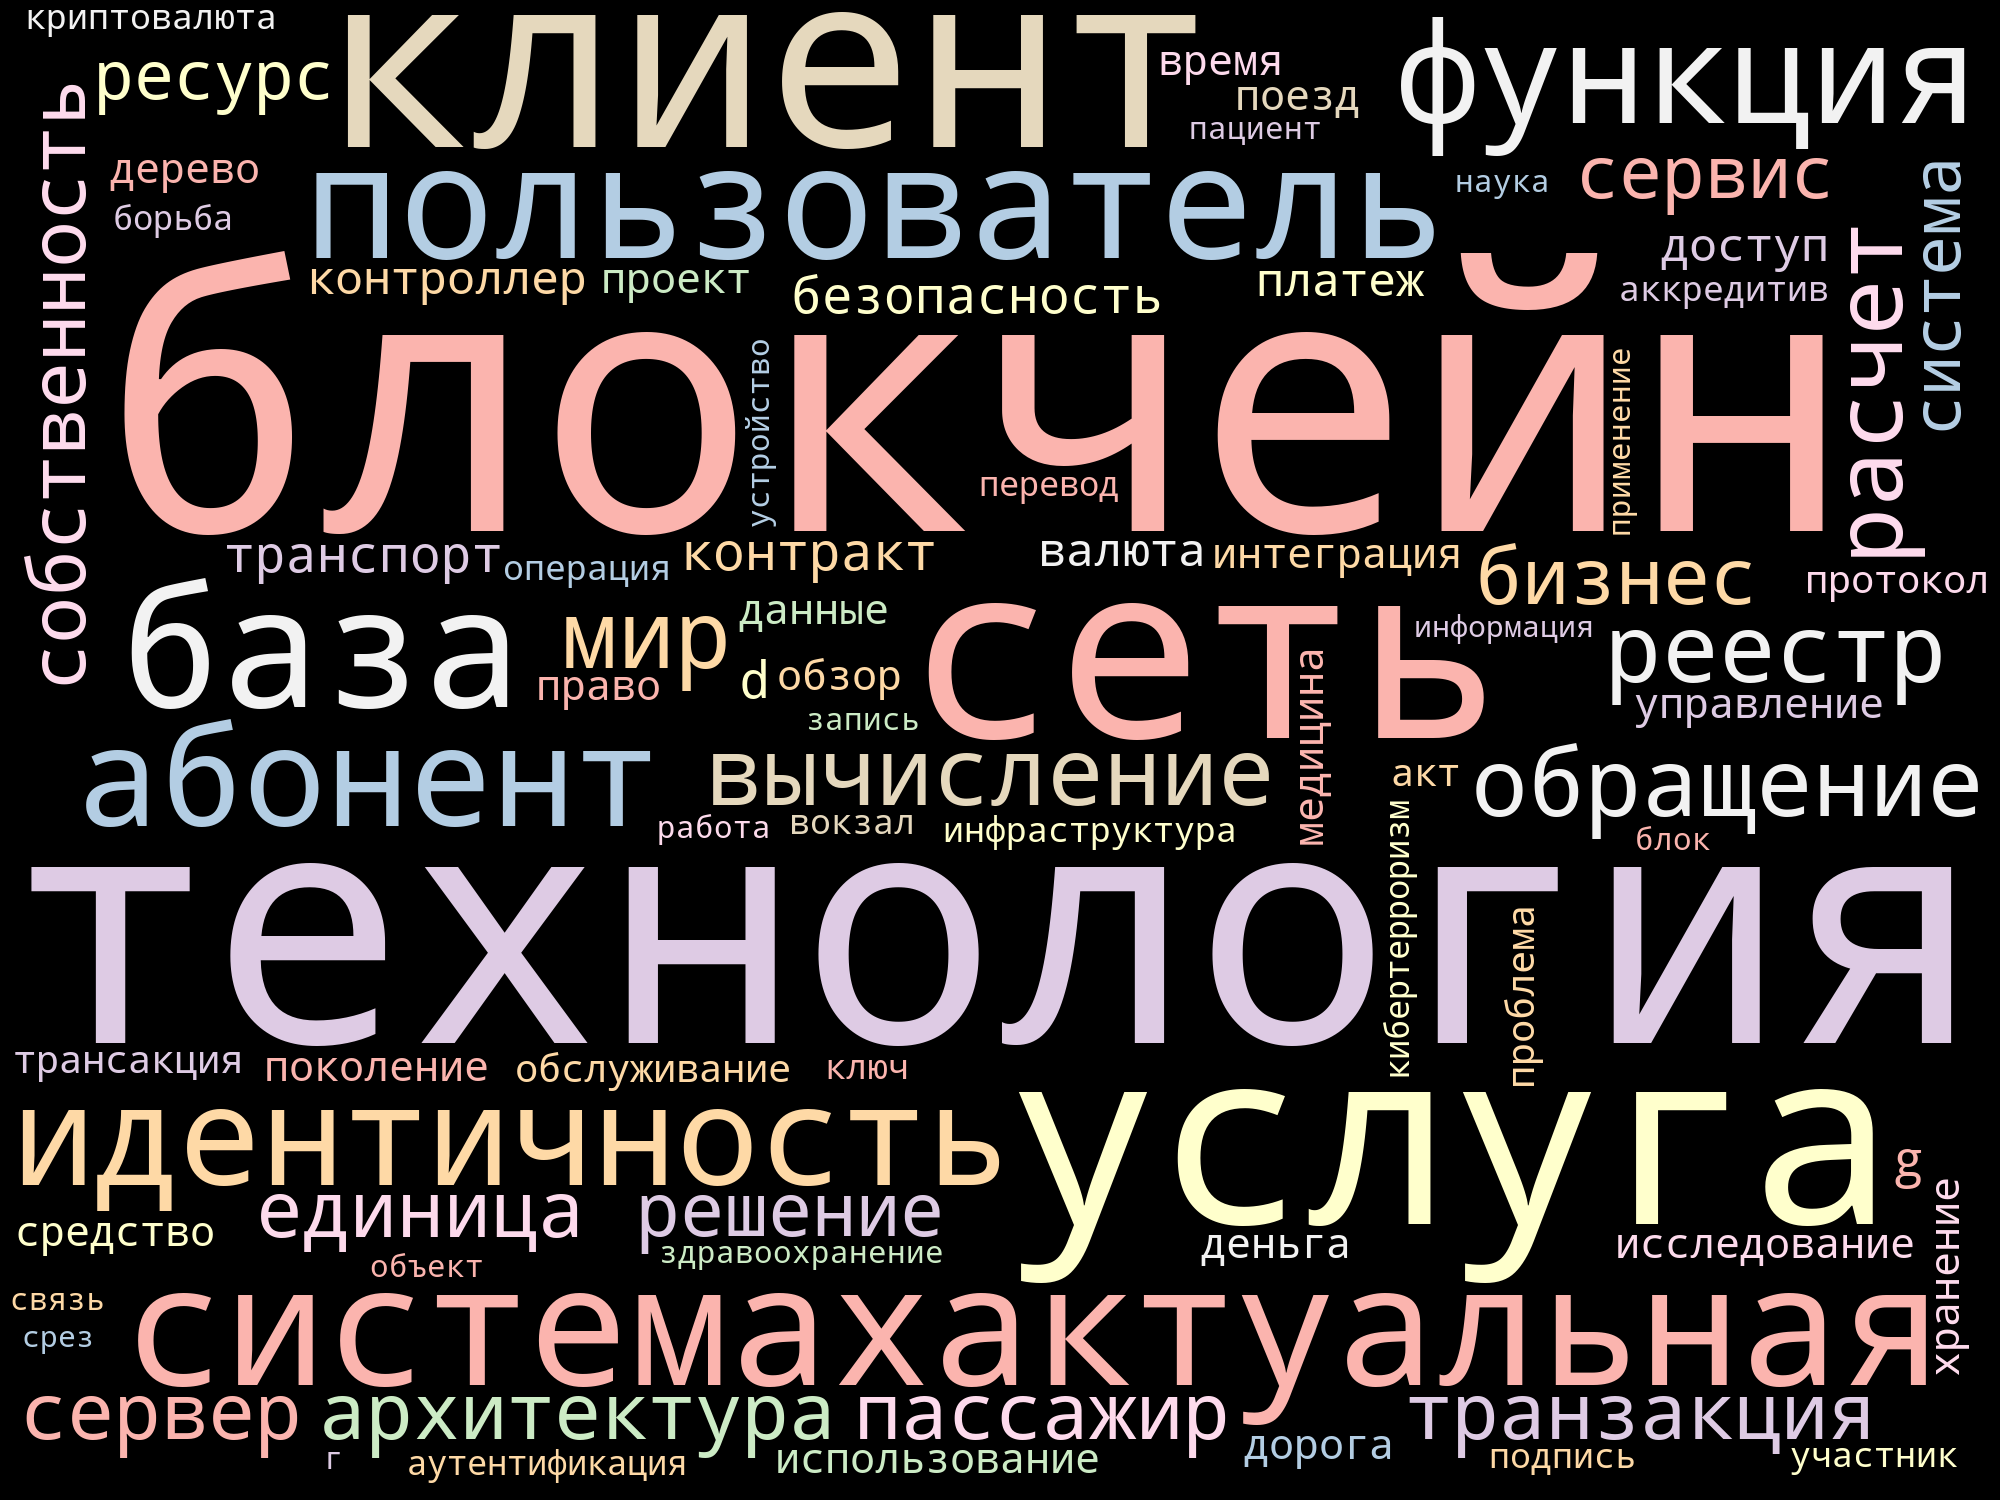 криптовалюта
клиент
ресурс
время
функция
поезд
пациент
дерево
пользователь
наука
сервис
система
борьба
собственность
контроллер
проект
безопасность
платеж
доступ
аккредитив
расчет
блокчейн
устройство
применение
перевод
транспорт
операция
контракт
валюта
интеграция
бизнес
протокол
база
мир
данные
сеть
информация
реестр
право
d
обзор
управление
запись
медицина
абонент
вычисление
акт
обращение
работа
вокзал
инфраструктура
кибертерроризм
блок
технология
проблема
трансакция
поколение
обслуживание
ключ
идентичность
услуга
g
средство
единица
решение
здравоохранение
деньга
исследование
хранение
объект
связь
срез
системахактуальная
сервер
архитектура
пассажир
транзакция
г
аутентификация
использование
дорога
подпись
участник